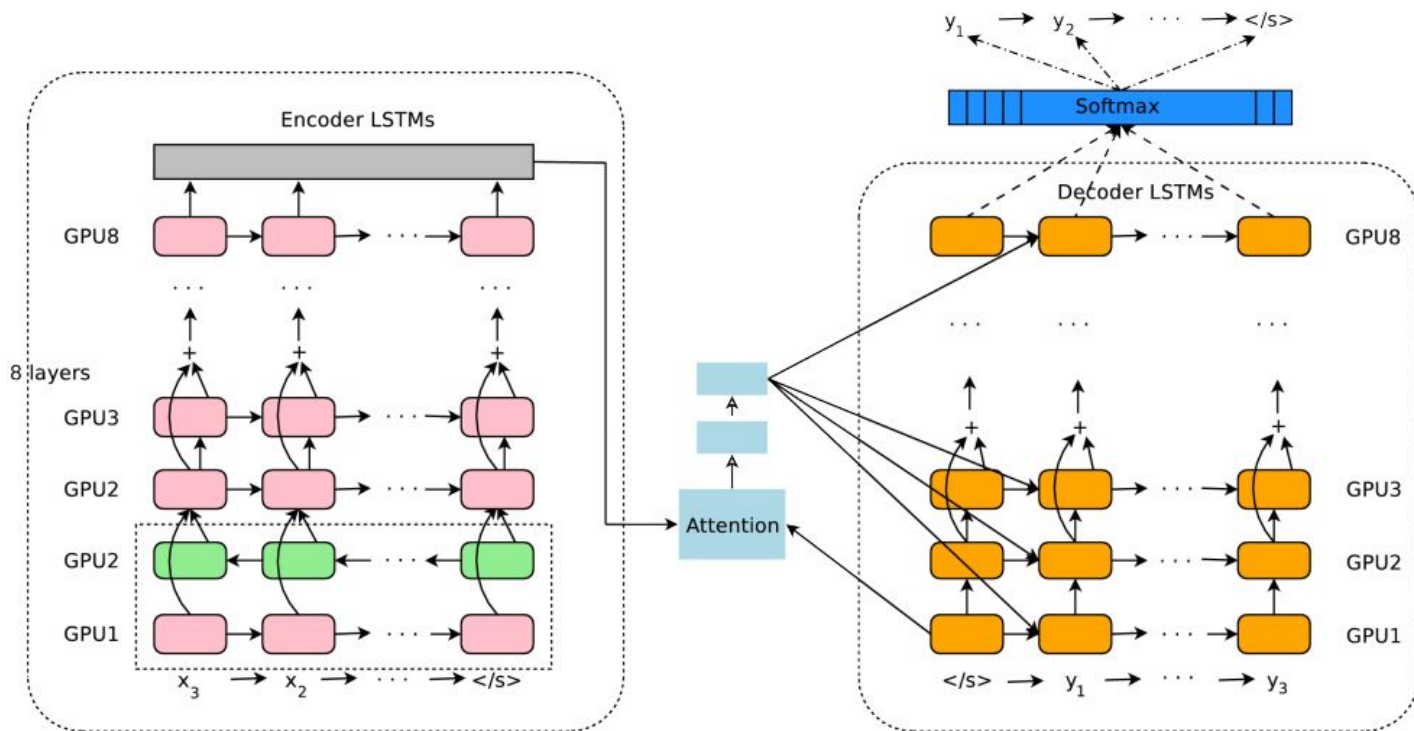 y1 y2 · · · </s>
Softmax
Encoder LSTMs
Decoder LSTMs
GPU8 · · · · · · GPU8
· · · · · · · · ·
· · · · · · · · ·
+ + +
8 layers
GPU3 · · ·
+ + +
GPU2 · · · · · · GPU3
Attention
GPU2 · · · · · · GPU2
GPU1 · · · · · · GPU1
x3 x2 · · · </s>
</s> y1 · · · y3